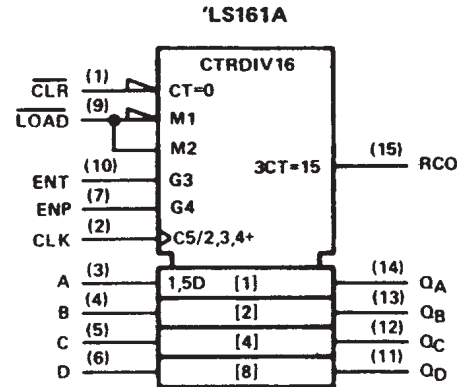 'LS161A
CTRDIV16
CLR (1) CT=0
LOAD (9) M1
M2
ENT (10) G3 3CT=15 (15) RCO
ENP (7) G4
CLK (2) C5/2,3,4+
A (3) 1,5D [1] (14) QA
B (4) [2] (13) QB
C (5) [4] (12) QC
D (6) [8] (11) QD